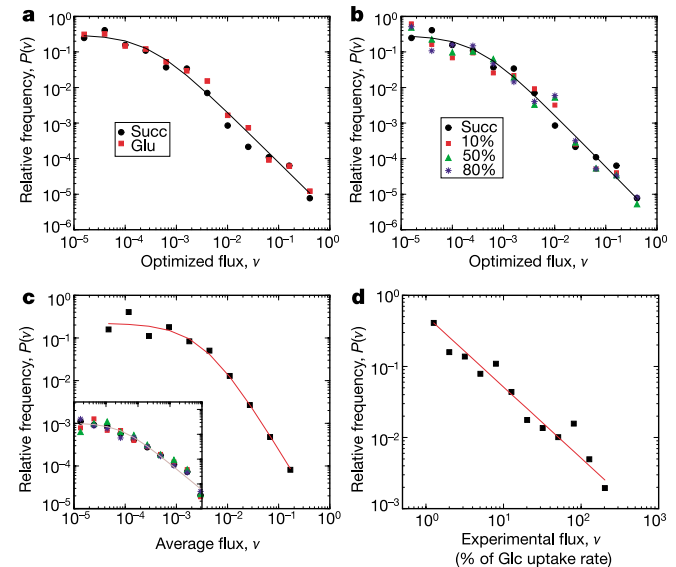 a
Relative frequency, P(v)
10⁰
10⁻¹
10⁻²
10⁻³
10⁻⁴
10⁻⁵
10⁻⁶
Succ
Glu
10⁻⁵ 10⁻⁴ 10⁻³ 10⁻² 10⁻¹ 10⁰
Optimized flux, v
b
Relative frequency, P(v)
10⁰
10⁻¹
10⁻²
10⁻³
10⁻⁴
10⁻⁵
10⁻⁶
Succ
10%
50%
80%
10⁻⁵ 10⁻⁴ 10⁻³ 10⁻² 10⁻¹ 10⁰
Optimized flux, v
c
Relative frequency, P(v)
10⁰
10⁻¹
10⁻²
10⁻³
10⁻⁴
10⁻⁵
10⁻⁵ 10⁻⁴ 10⁻³ 10⁻² 10⁻¹ 10⁰
Average flux, v
d
Relative frequency, P(v)
10⁰
10⁻¹
10⁻²
10⁻³
10⁰ 10¹ 10² 10³
Experimental flux, v
(% of Glc uptake rate)